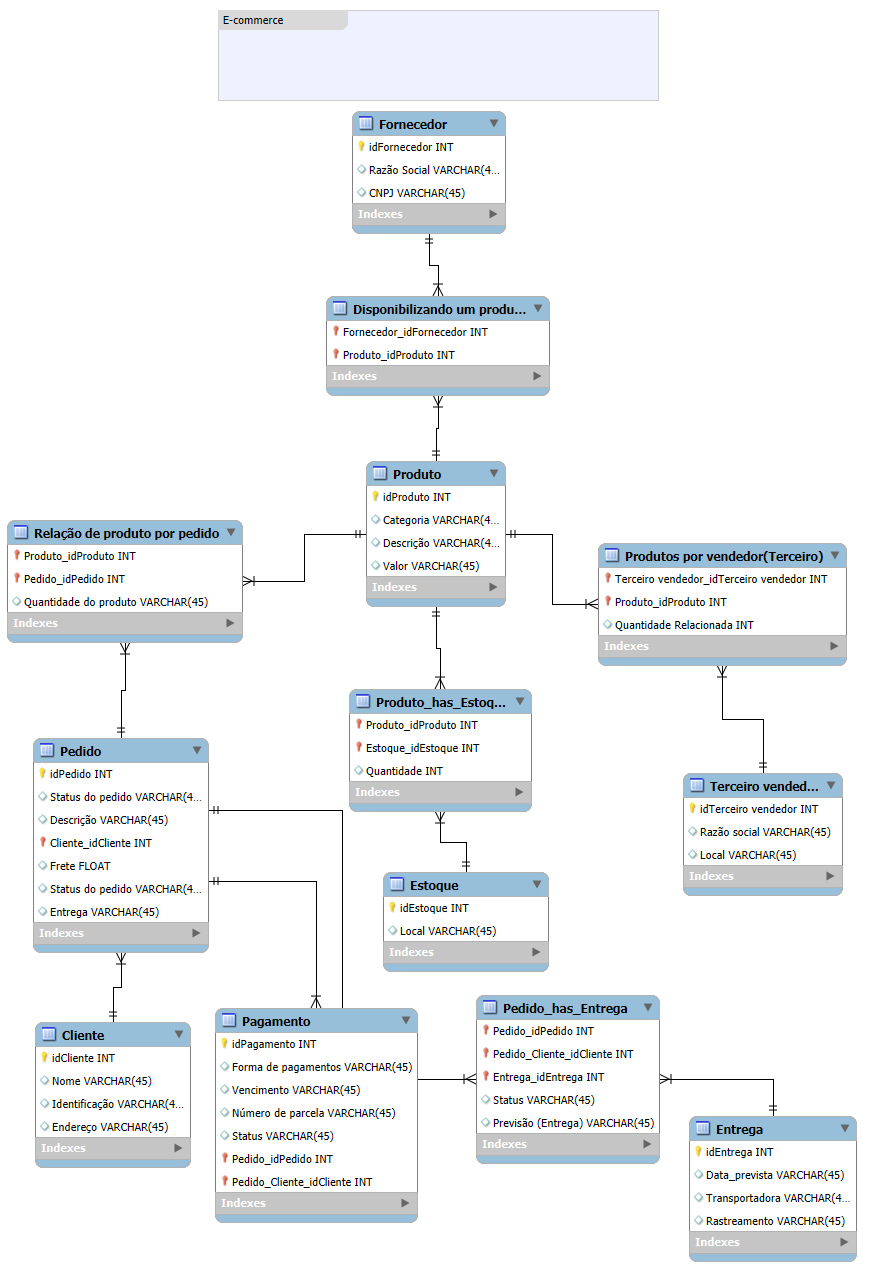 E-commerce
Fornecedor
idFornecedor INT
Razão Social VARCHAR(4...
CNPJ VARCHAR(45)
Indexes
Disponibilizando um produ...
Fornecedor_idFornecedor INT
Produto_idProduto INT
Indexes
Produto
idProduto INT
Categoria VARCHAR(4...
Descrição VARCHAR(4...
Valor VARCHAR(45)
Indexes
Relação de produto por pedido
Produto_idProduto INT
Pedido_idPedido INT
Quantidade do produto VARCHAR(45)
Indexes
Produtos por vendedor(Terceiro)
Terceiro vendedor_idTerceiro vendedor INT
Produto_idProduto INT
Quantidade Relacionada INT
Indexes
Produto_has_Estoq...
Produto_idProduto INT
Estoque_idEstoque INT
Quantidade INT
Indexes
Pedido
idPedido INT
Status do pedido VARCHAR(4...
Descrição VARCHAR(45)
Cliente_idCliente INT
Frete FLOAT
Status do pedido VARCHAR(4...
Entrega VARCHAR(45)
Indexes
Terceiro vended...
idTerceiro vendedor INT
Razão social VARCHAR(45)
Local VARCHAR(45)
Indexes
Estoque
idEstoque INT
Local VARCHAR(45)
Indexes
Cliente
idCliente INT
Nome VARCHAR(45)
Identificação VARCHAR(4...
Endereço VARCHAR(45)
Indexes
Pagamento
idPagamento INT
Forma de pagamentos VARCHAR(45)
Vencimento VARCHAR(45)
Número de parcela VARCHAR(45)
Status VARCHAR(45)
Pedido_idPedido INT
Pedido_Cliente_idCliente INT
Indexes
Pedido_has_Entrega
Pedido_idPedido INT
Pedido_Cliente_idCliente INT
Entrega_idEntrega INT
Status VARCHAR(45)
Previsão (Entrega) VARCHAR(45)
Indexes
Entrega
idEntrega INT
Data_prevista VARCHAR(45)
Transportadora VARCHAR(4...
Rastreamento VARCHAR(45)
Indexes